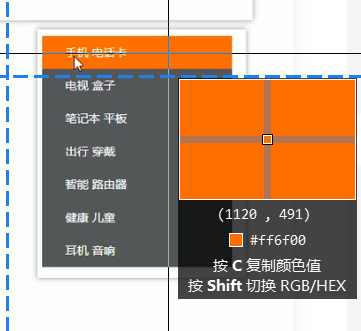 手机 电话卡
电视 盒子
笔记本 平板
出行 穿戴
智能 路由器
健康 儿童
耳机 音响
(1120 , 491)
#ff6f00
按 C 复制颜色值
按 Shift 切换 RGB/HEX